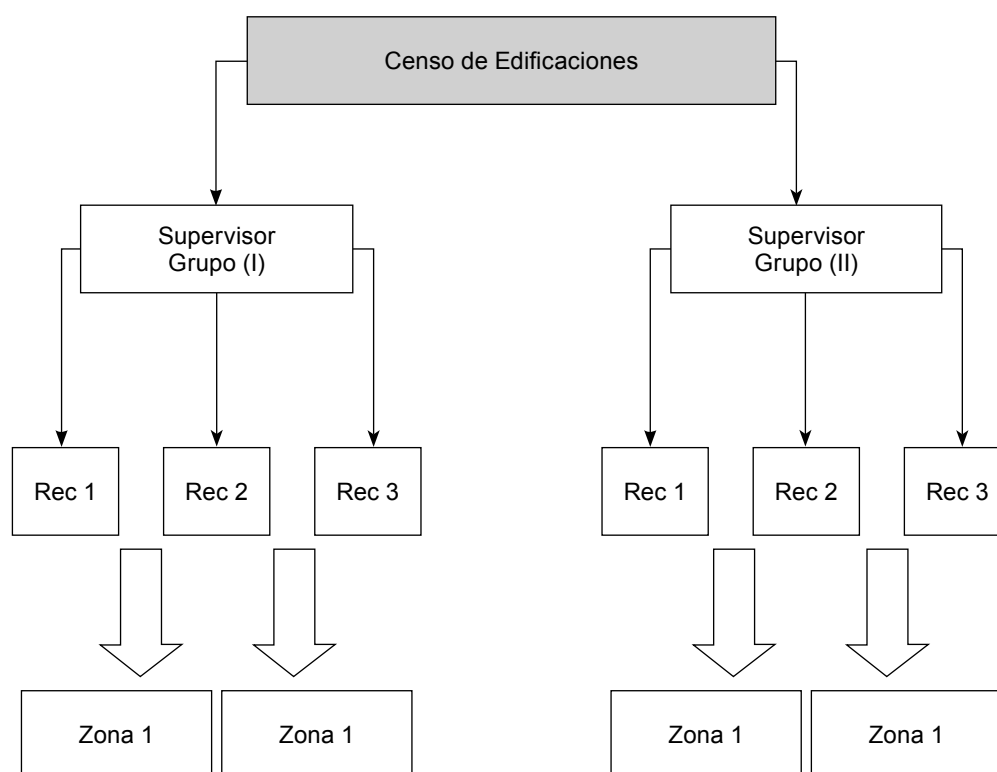 Censo de Edificaciones
Supervisor
Grupo (I)
Supervisor
Grupo (II)
Rec 1
Rec 2
Rec 3
Rec 1
Rec 2
Rec 3
Zona 1
Zona 1
Zona 1
Zona 1